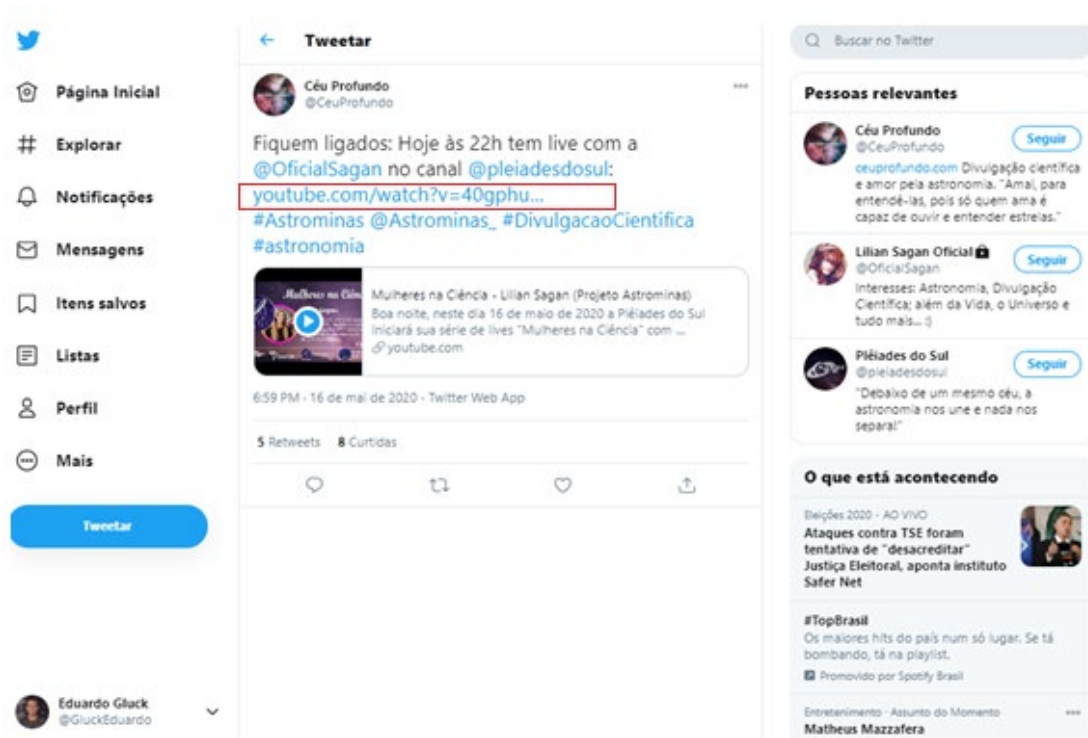 Página Inicial
Explorar
Notificações
Mensagens
Itens salvos
Listas
Perfil
Mais
Tweetar
Eduardo Gluck
@GluckEduardo
Tweetar
Céu Profundo
@CeuProfundo
Fiquem ligados: Hoje às 22h tem live com a
@OficialSagan no canal @pleiadesdosul:
youtube.com/watch?v=40gphu...
#Astrominas @Astrominas_ #DivulgacaoCientifica
#astronomia
Mulheres na Ciên
Mulheres na Ciência - Lilian Sagan (Projeto Astrominas)
Boa noite, neste dia 16 de maio de 2020 a Plêiades do Sul
iniciará sua série de lives "Mulheres na Ciência" com ...
youtube.com
6:59 PM · 16 de mai de 2020 · Twitter Web App
5 Retweets 8 Curtidas
Buscar no Twitter
Pessoas relevantes
Céu Profundo
@CeuProfundo
Seguir
ceuprofundo.com Divulgação científica
e amor pela astronomia. "Amai, para
entendê-las, pois só quem ama é
capaz de ouvir e entender estrelas."
Lilian Sagan Oficial
@OficialSagan
Seguir
Interesses: Astronomia, Divulgação
Científica; além da Vida, o Universo e
tudo mais... :)
Plêiades do Sul
@pleiadesdosul
Seguir
"Debaixo de um mesmo céu, a
astronomia nos une e nada nos
separa!"
O que está acontecendo
Eleições 2020 · AO VIVO
Ataques contra TSE foram
tentativa de "desacreditar"
Justiça Eleitoral, aponta instituto
Safer Net
#TopBrasil
Os maiores hits do país num só lugar. Se tá
bombando, tá na playlist.
Promovido por Spotify Brasil
Entretenimento · Assunto do Momento
Matheus Mazzafera